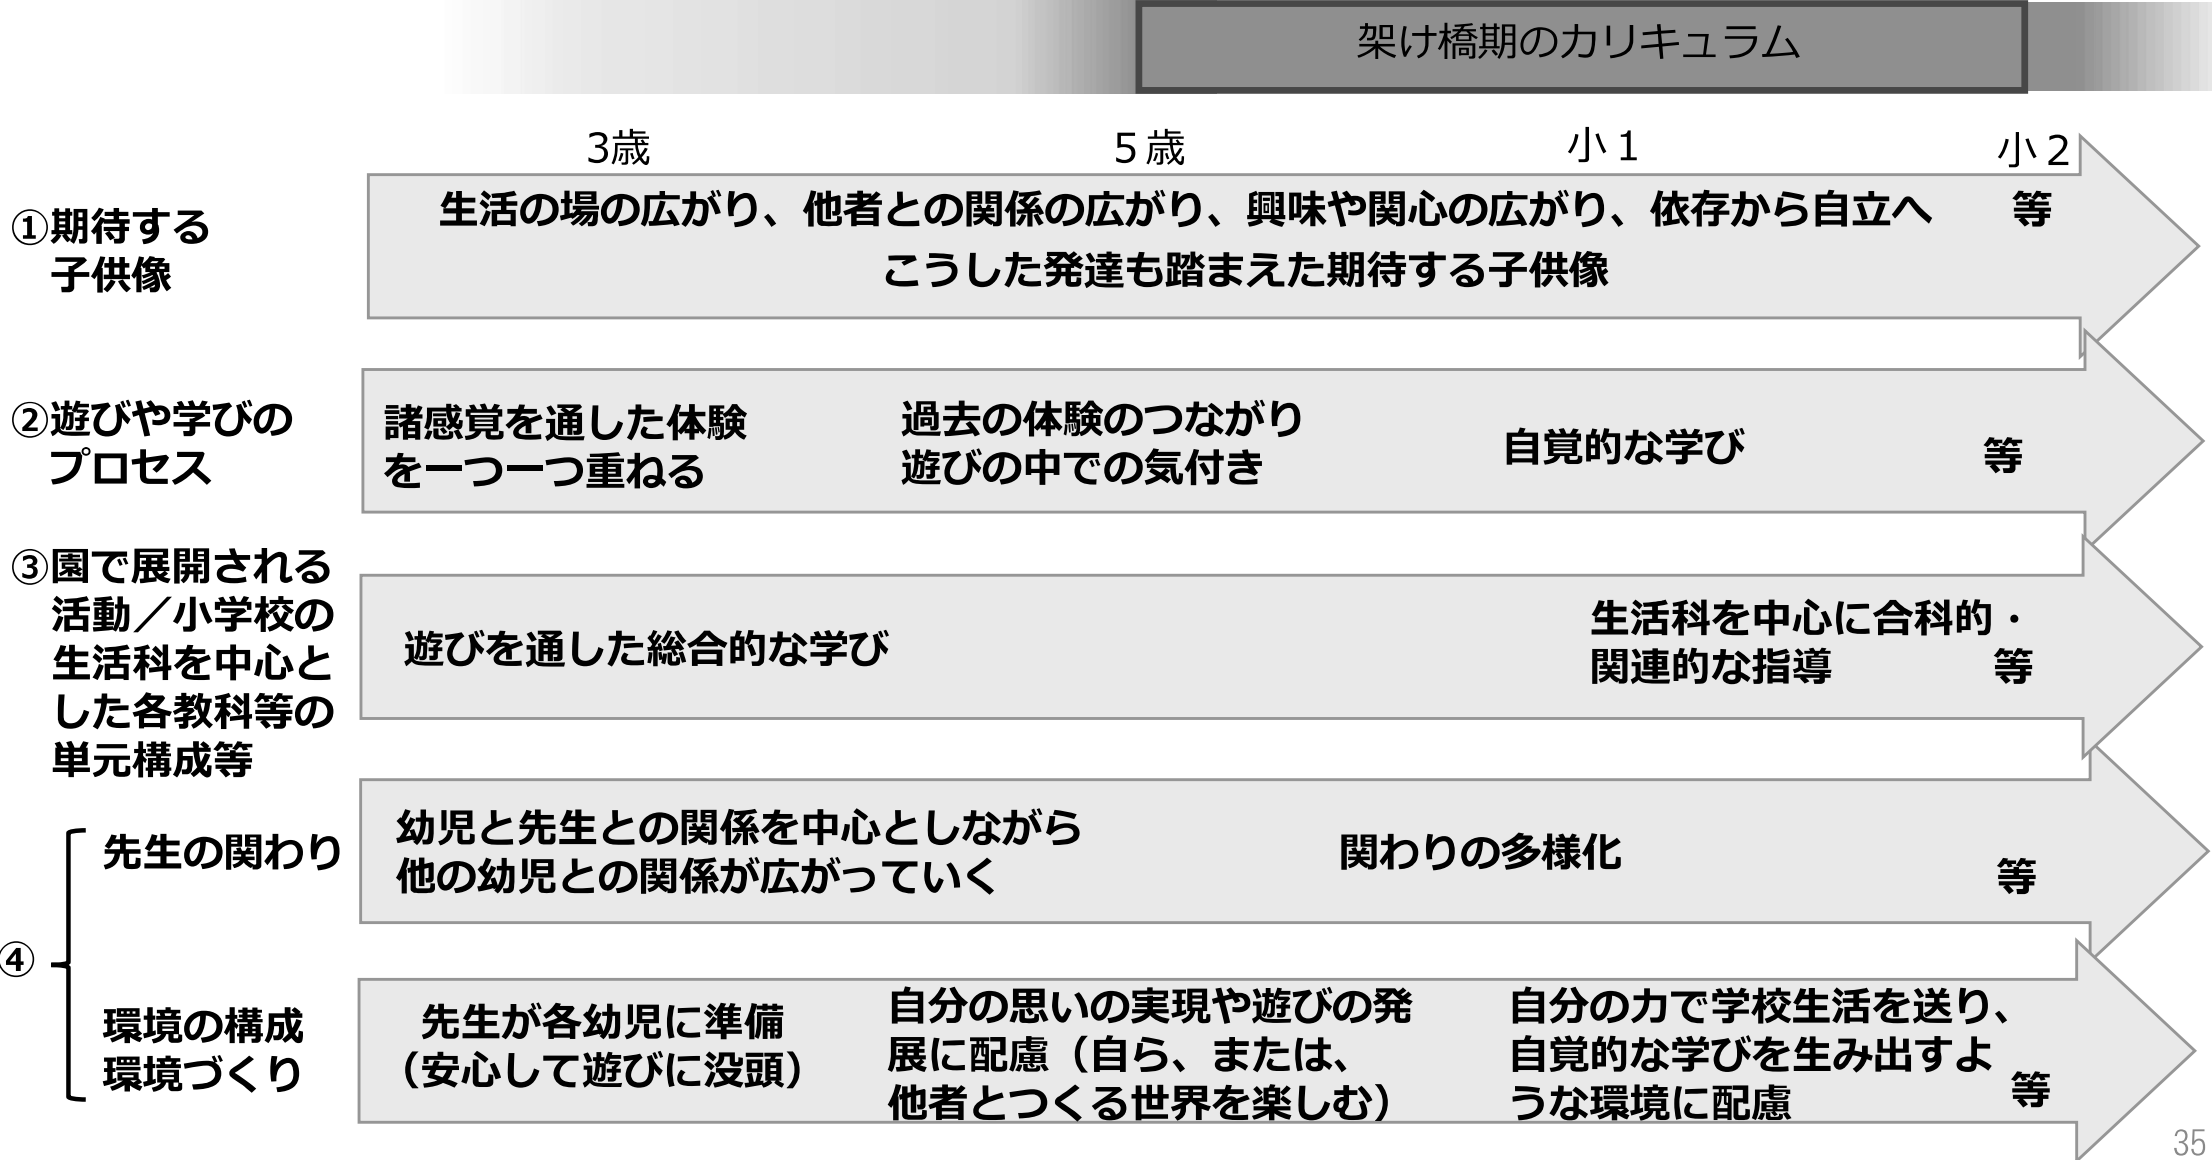 架け橋期のカリキュラム
3歳
５歳
小１
小２
①期待する
子供像
生活の場の広がり、他者との関係の広がり、興味や関心の広がり、依存から自立へ 等
こうした発達も踏まえた期待する子供像
②遊びや学びの
プロセス
諸感覚を通した体験
を一つ一つ重ねる
過去の体験のつながり
遊びの中での気付き
自覚的な学び
等
③園で展開される
活動／小学校の
生活科を中心と
した各教科等の
単元構成等
遊びを通した総合的な学び
生活科を中心に合科的・
関連的な指導 等
④
先生の関わり
幼児と先生との関係を中心としながら
他の幼児との関係が広がっていく
関わりの多様化
等
環境の構成
環境づくり
先生が各幼児に準備
（安心して遊びに没頭）
自分の思いの実現や遊びの発
展に配慮（自ら、または、
他者とつくる世界を楽しむ）
自分の力で学校生活を送り、
自覚的な学びを生み出すよ
うな環境に配慮
等
35